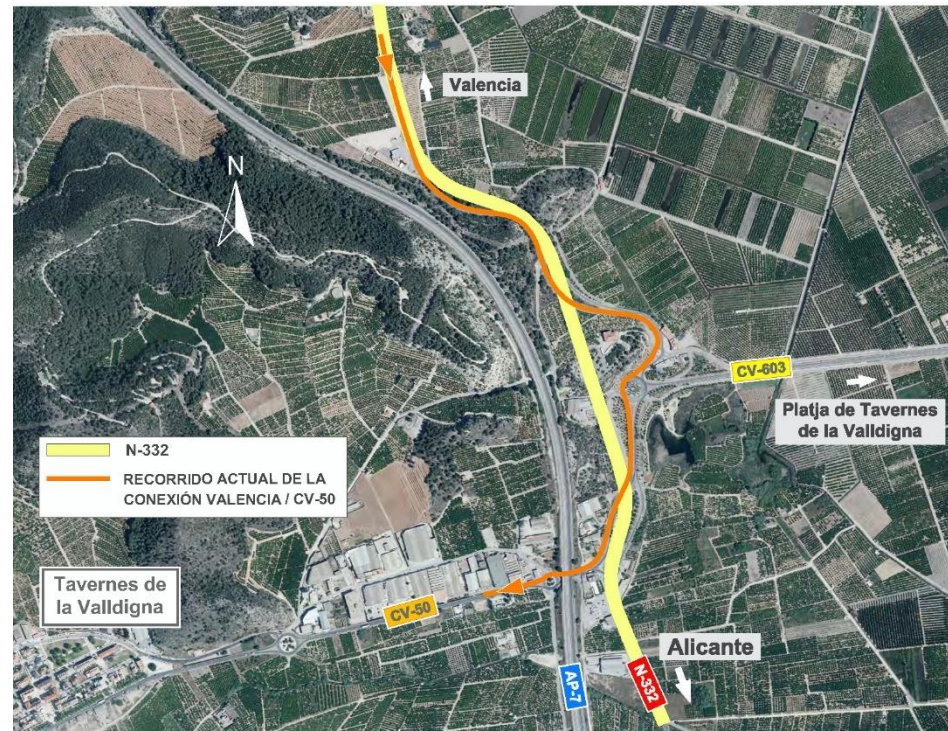 Valencia
N
CV-603
Platja de Tavernes
de la Valldigna
N-332
RECORRIDO ACTUAL DE LA
CONEXIÓN VALENCIA / CV-50
Tavernes de
la Valldigna
CV-50
Alicante
AP-7
N-332